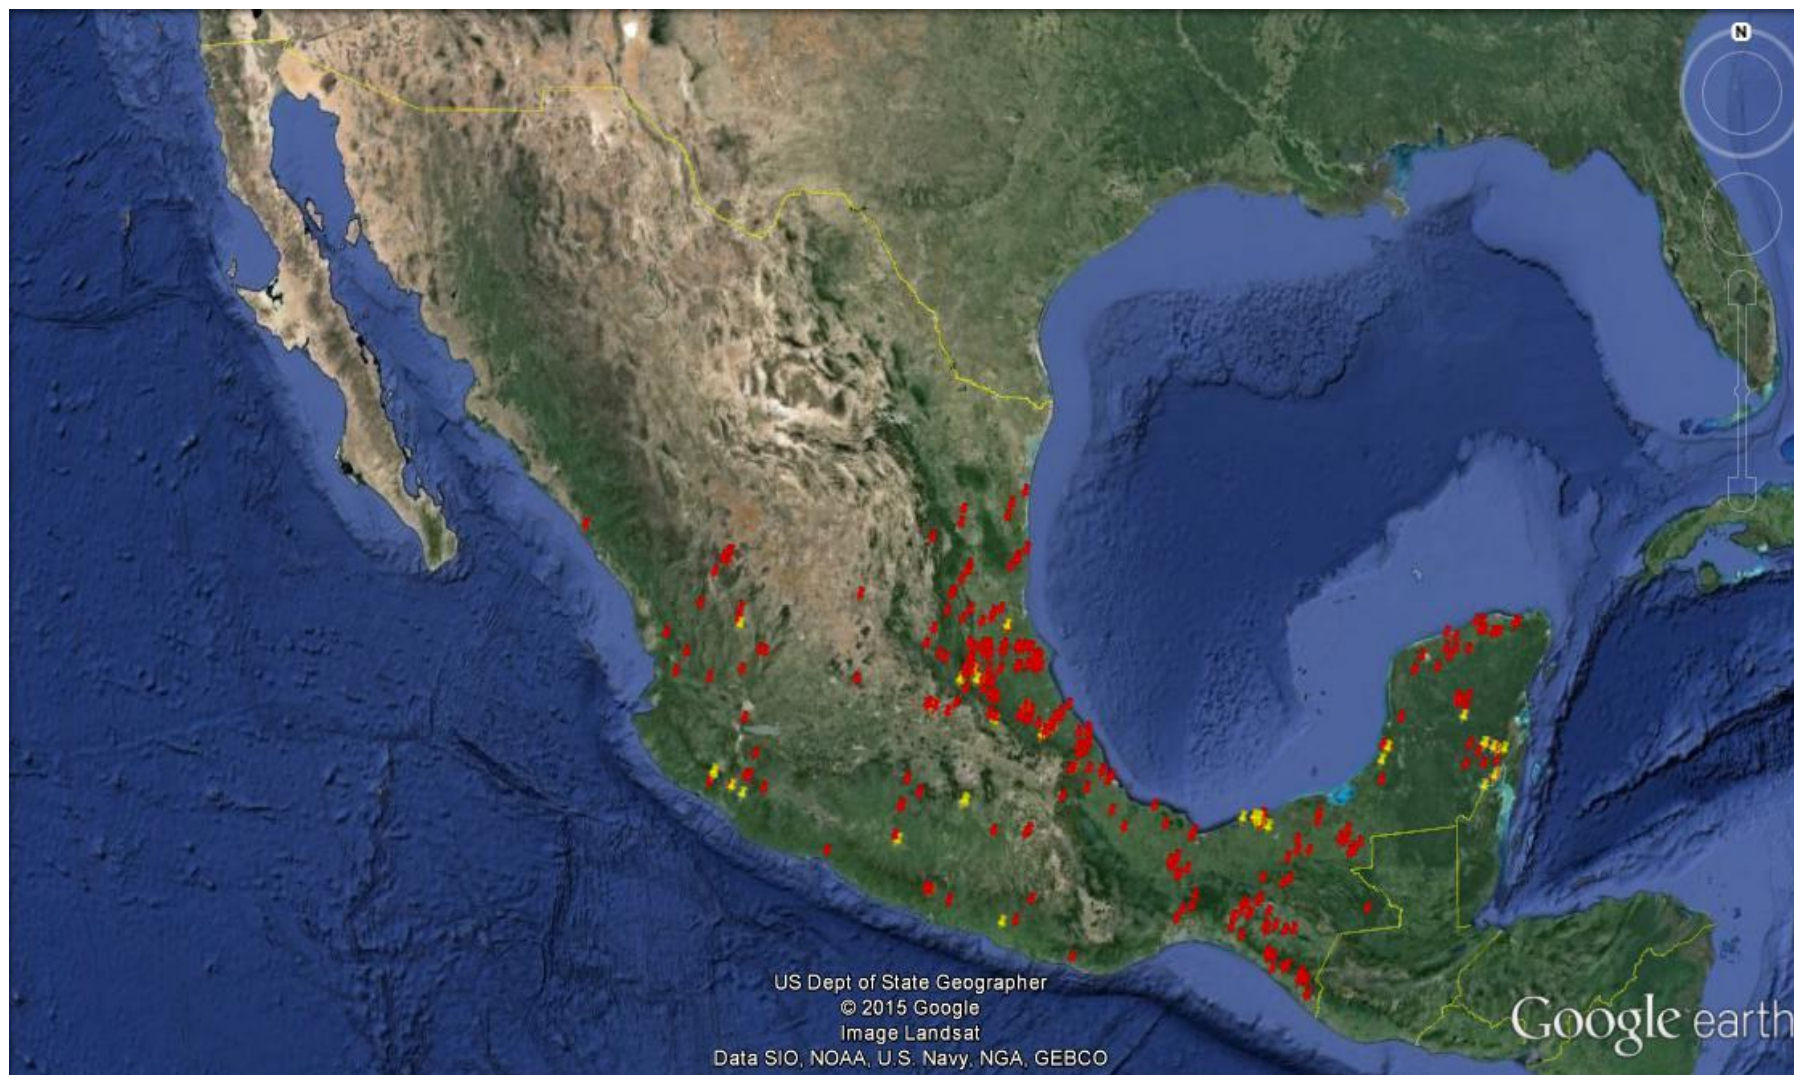 N
US Dept of State Geographer
© 2015 Google
Image Landsat
Data SIO, NOAA, U.S. Navy, NGA, GEBCO
Google earth